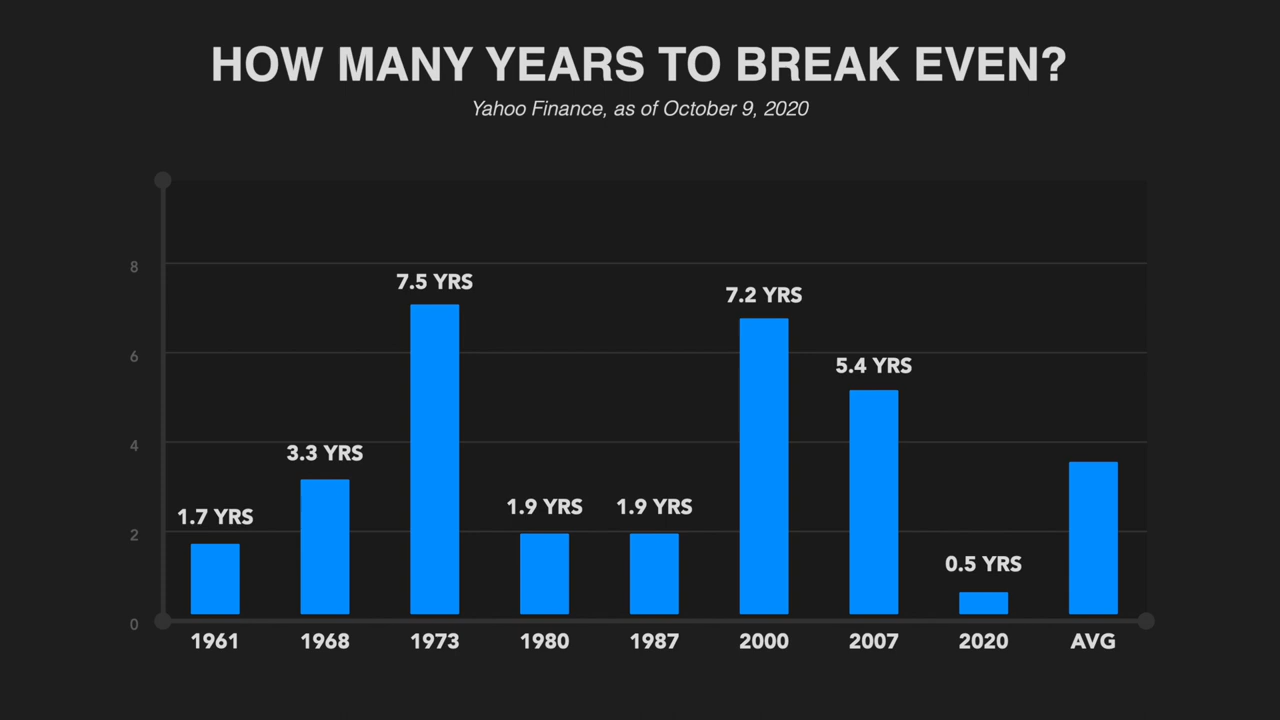 HOW MANY YEARS TO BREAK EVEN?
Yahoo Finance, as of October 9, 2020
8
6
4
2
0
1.7 YRS
3.3 YRS
7.5 YRS
1.9 YRS
1.9 YRS
7.2 YRS
5.4 YRS
0.5 YRS
1961
1968
1973
1980
1987
2000
2007
2020
AVG